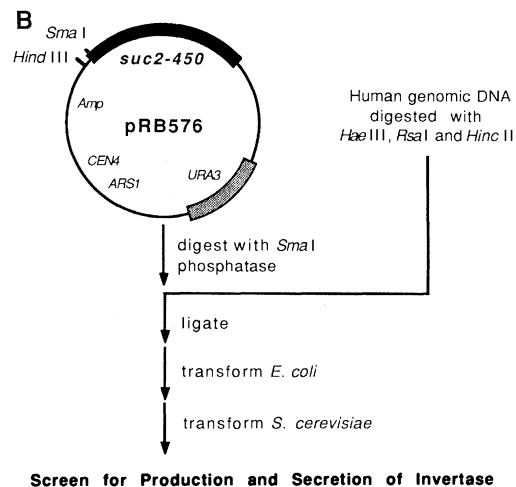 B
Sma I
Hind III
suc2-450
Amp
pRB576
CEN4
ARS1
URA3
Human genomic DNA
digested with
Hae III, Rsa I and Hinc II
digest with Sma I
phosphatase
ligate
transform E. coli
transform S. cerevisiae
Screen for Production and Secretion of Invertase